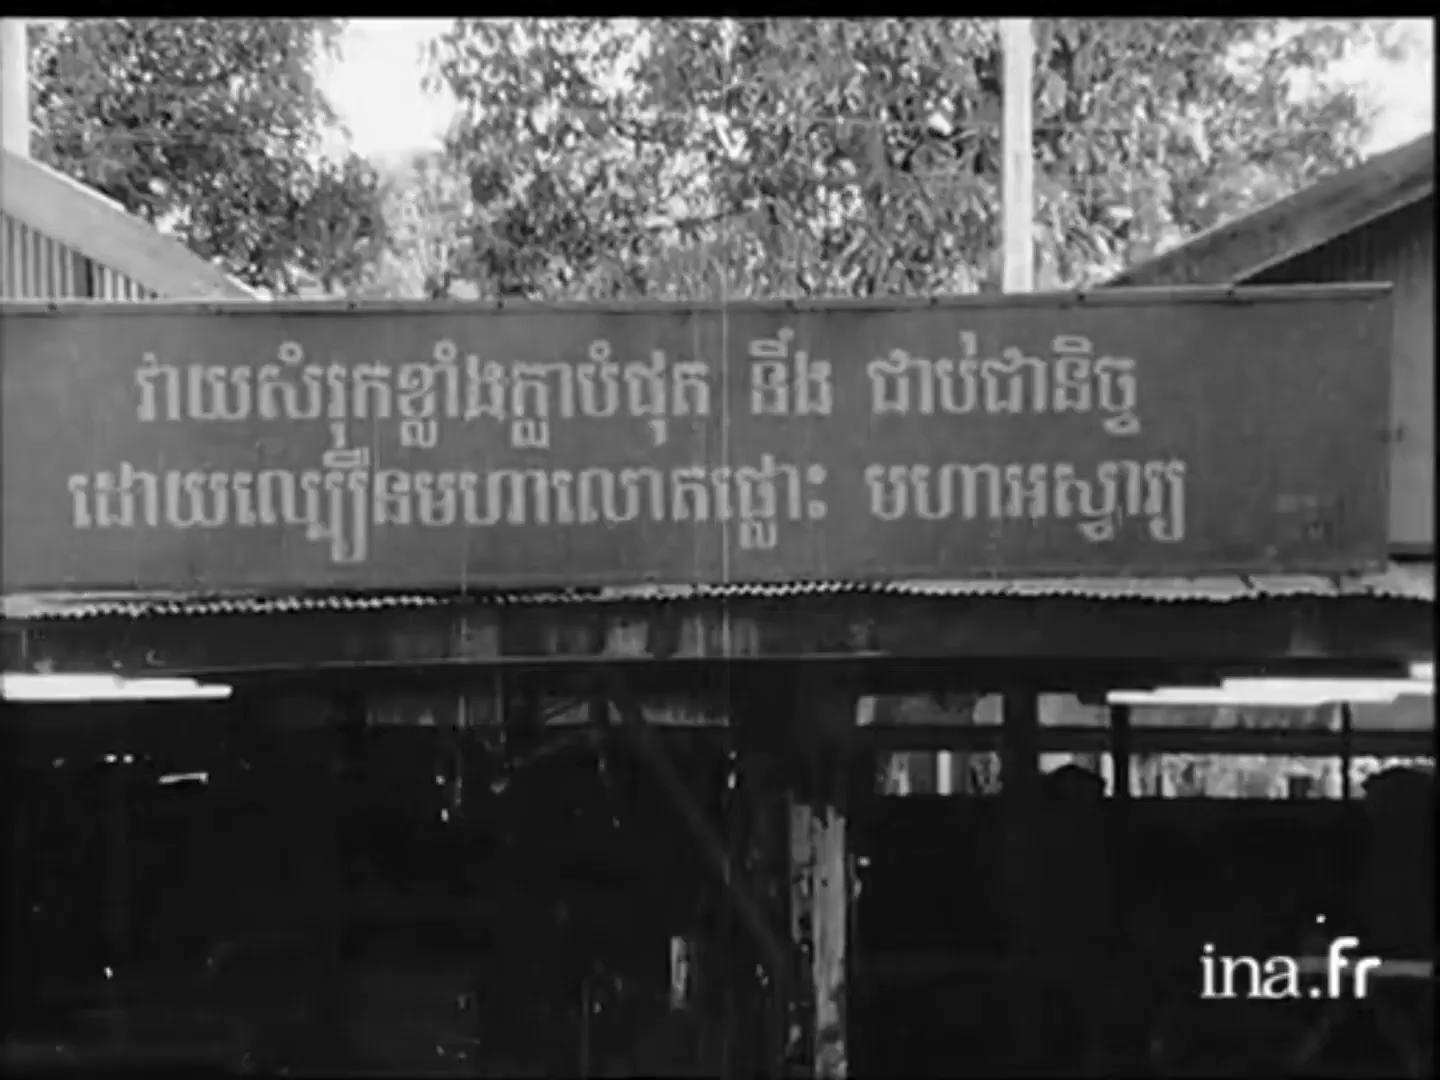 វាយសំរុកខ្លាំងក្លាបំផុត នឹង ជាប់ជានិច្ច
ដោយល្បឿនមហាលោតផ្លោះ មហាអស្ចារ្យ
ina.fr